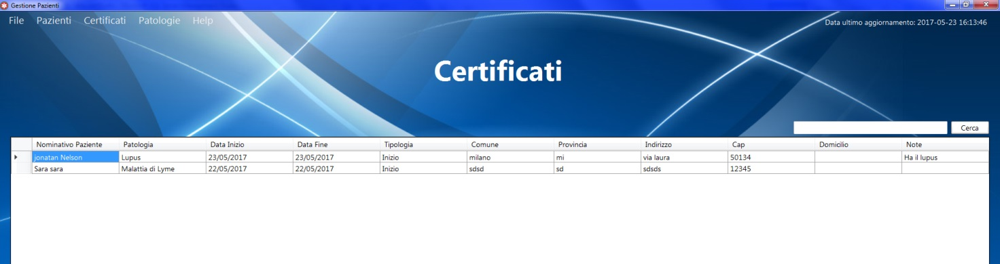 Gestione Pazienti
File Pazienti Certificati Patologie Help
Data ultimo aggiornamento: 2017-05-23 16:13:46
Certificati
Cerca
Nominativo Paziente Patologia Data Inizio Data Fine Tipologia Comune Provincia Indirizzo Cap Domicilio Note
jonatan Nelson Lupus 23/05/2017 23/05/2017 Inizio milano mi via laura 50134 Ha il lupus
Sara sara Malattia di Lyme 22/05/2017 22/05/2017 Inizio sdsd sd sdsds 12345